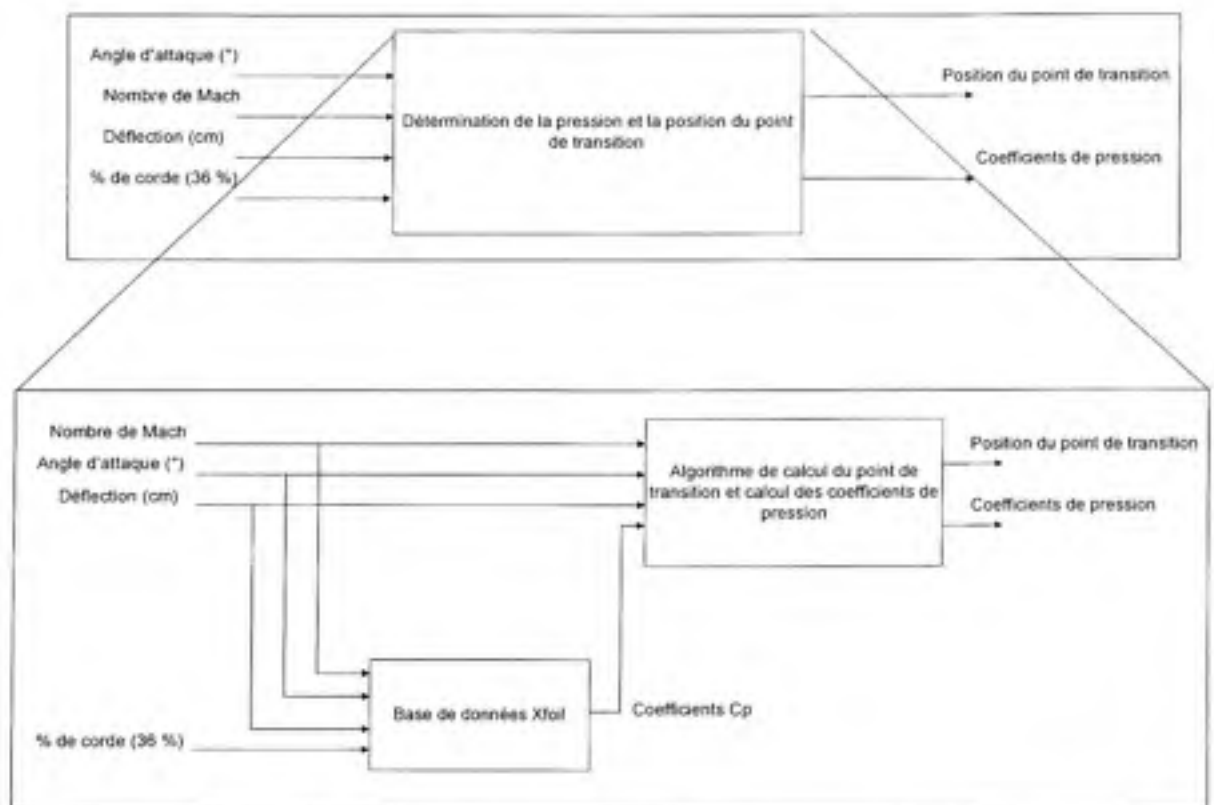 Angle d'attaque (°)
Nombre de Mach
Déflection (cm)
% de corde (36 %)
Détermination de la pression et la position du point
de transition
Position du point de transition
Coefficients de pression
Nombre de Mach
Angle d'attaque (°)
Déflection (cm)
Algorithme de calcul du point de
transition et calcul des coefficients de
pression
Position du point de transition
Coefficients de pression
Base de données Xfoil
Coefficients Cp
% de corde (36 %)